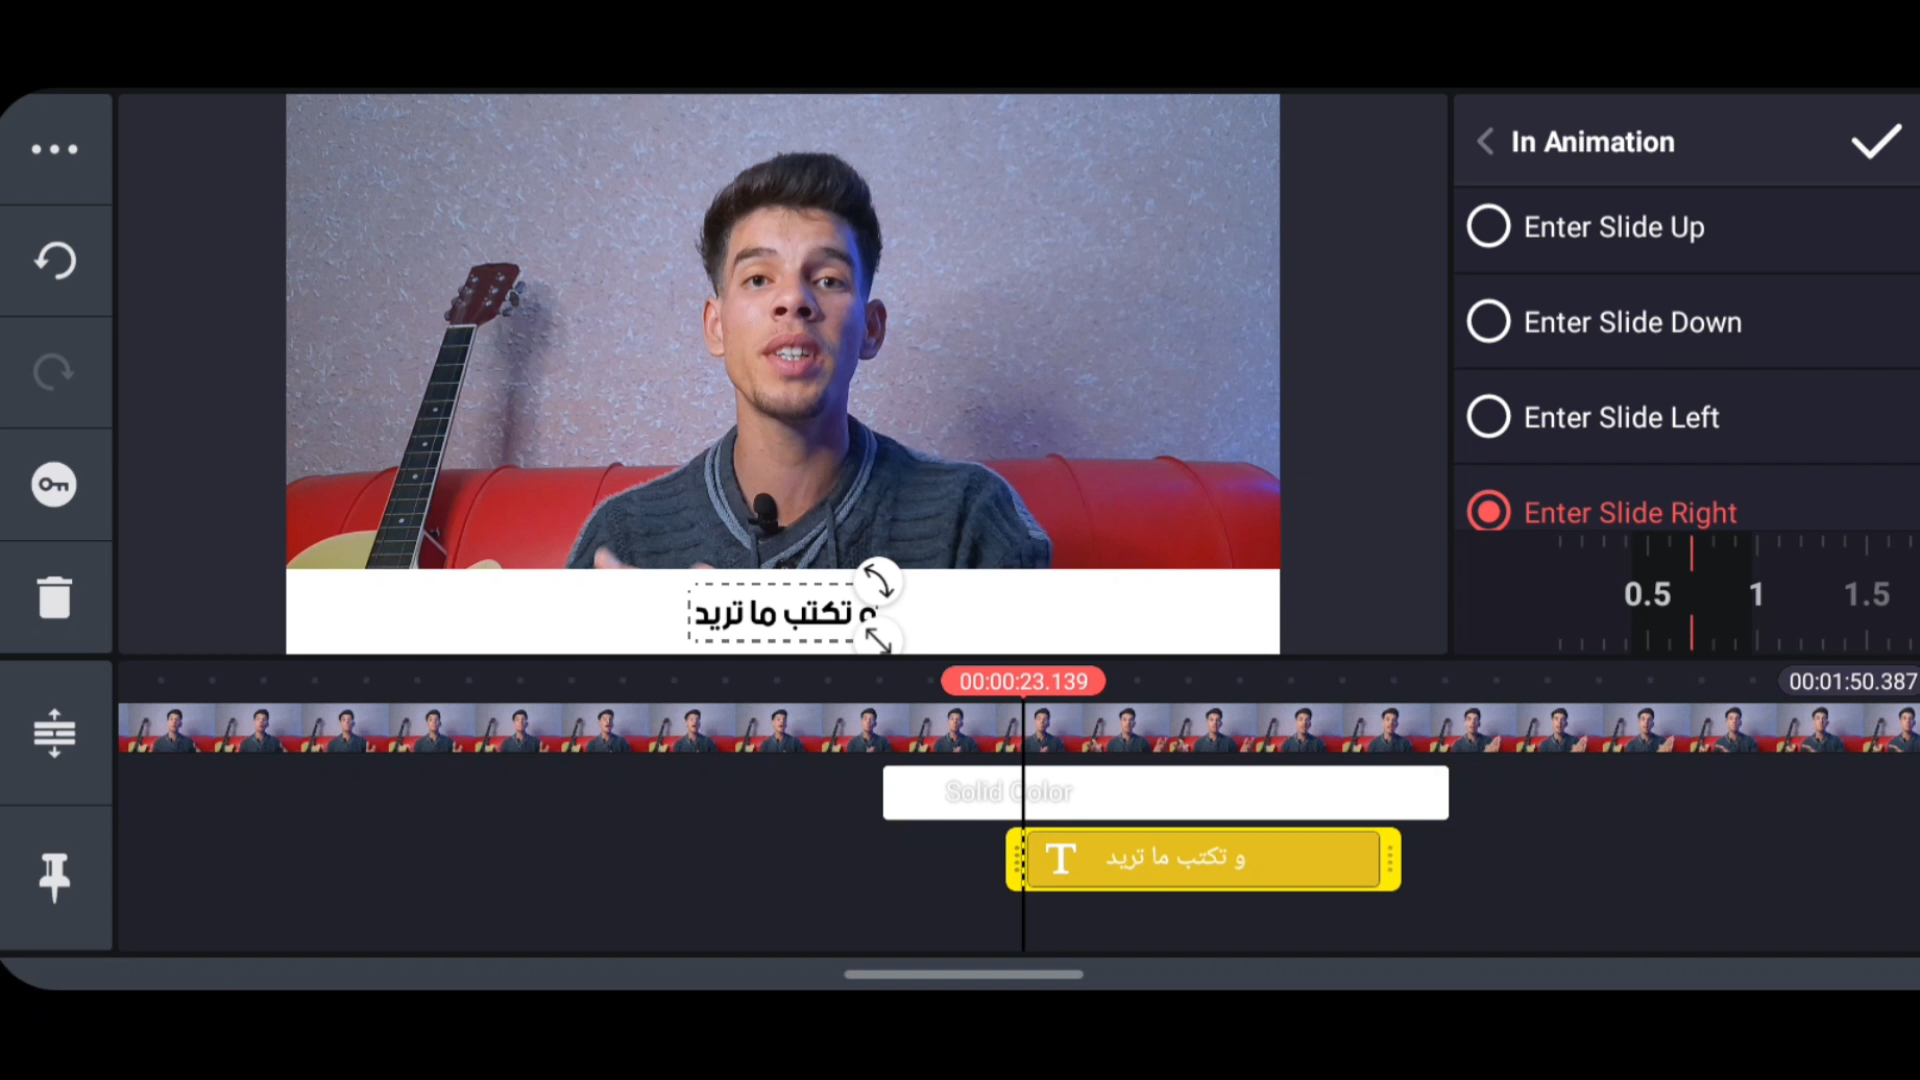 In Animation
Enter Slide Up
Enter Slide Down
Enter Slide Left
Enter Slide Right
0.5 1 1.5
و تكتب ما تريد
00:00:23.139
00:01:50.387
Solid Color
T و تكتب ما تريد